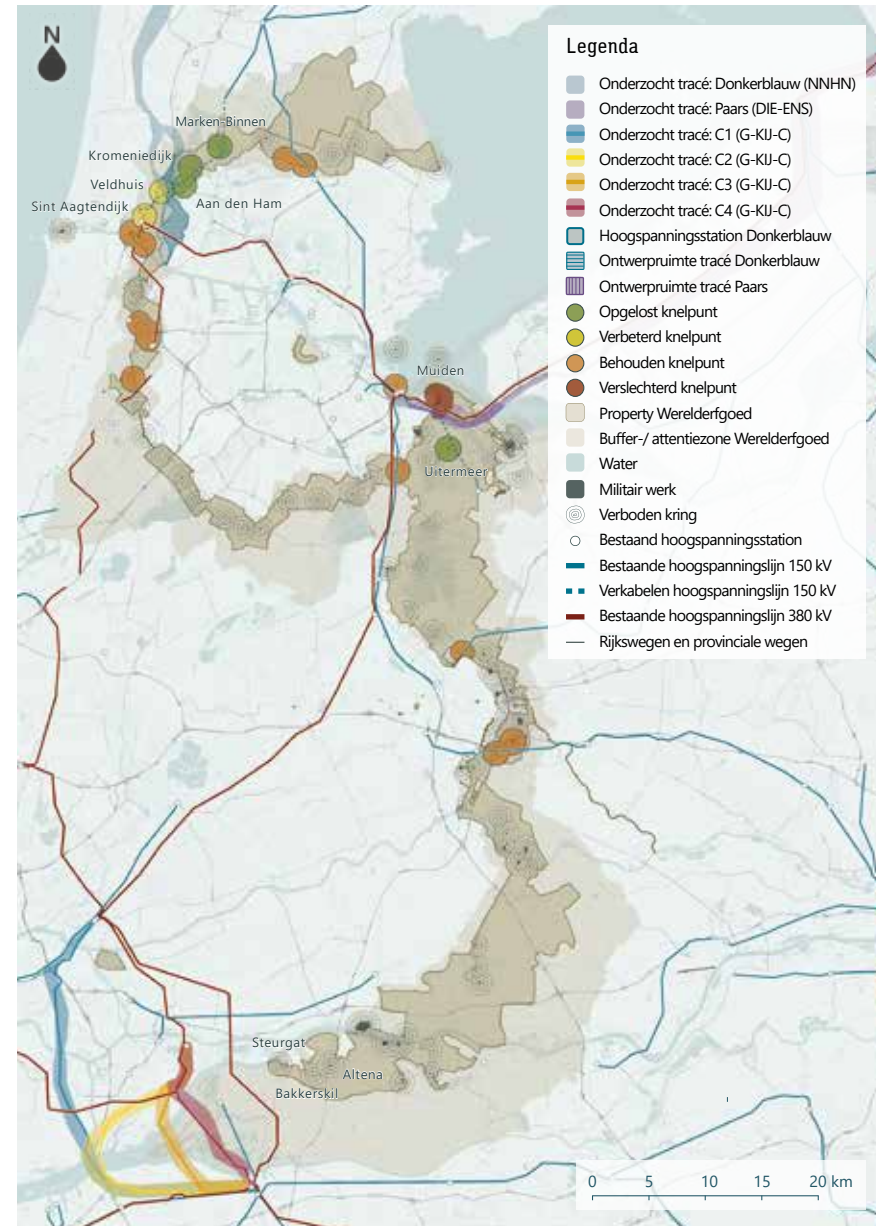 N
Marken-Binnen
Kromeniedijk
Veldhuis
Sint Aagtendijk
Aan den Ham
Muiden
Uitermeer
Steurgat
Altena
Bakkerskil
Legenda
Onderzocht tracé: Donkerblauw (NNHN)
Onderzocht tracé: Paars (DIE-ENS)
Onderzocht tracé: C1 (G-KIJ-C)
Onderzocht tracé: C2 (G-KIJ-C)
Onderzocht tracé: C3 (G-KIJ-C)
Onderzocht tracé: C4 (G-KIJ-C)
Hoogspanningsstation Donkerblauw
Ontwerpruimte tracé Donkerblauw
Ontwerpruimte tracé Paars
Opgelost knelpunt
Verbeterd knelpunt
Behouden knelpunt
Verslechterd knelpunt
Property Werelderfgoed
Buffer-/ attentiezone Werelderfgoed
Water
Militair werk
Verboden kring
Bestaand hoogspanningsstation
Bestaande hoogspanningslijn 150 kV
Verkabelen hoogspanningslijn 150 kV
Bestaande hoogspanningslijn 380 kV
Rijkswegen en provinciale wegen
0 5 10 15 20 km